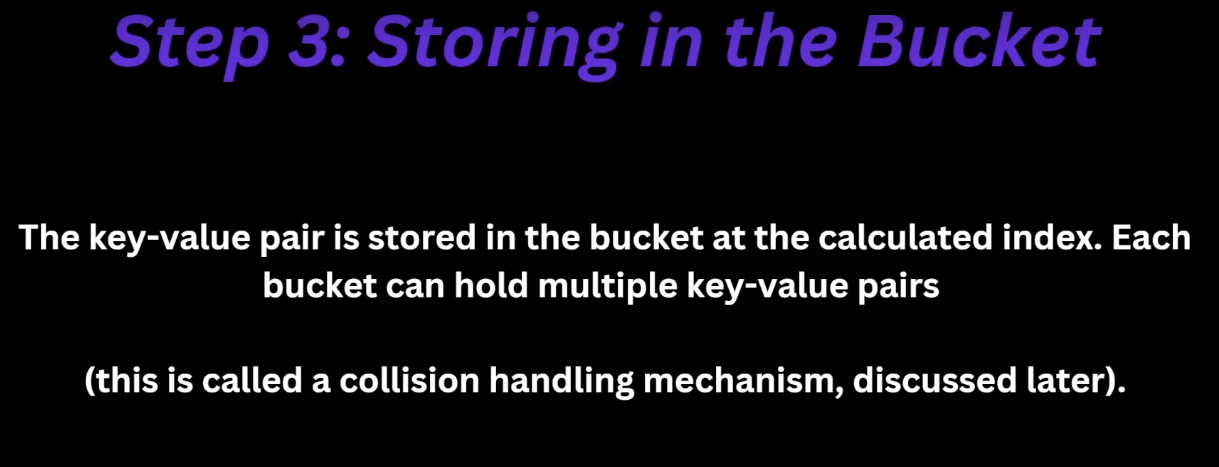 Step 3: Storing in the Bucket
The key-value pair is stored in the bucket at the calculated index. Each
bucket can hold multiple key-value pairs
(this is called a collision handling mechanism, discussed later).